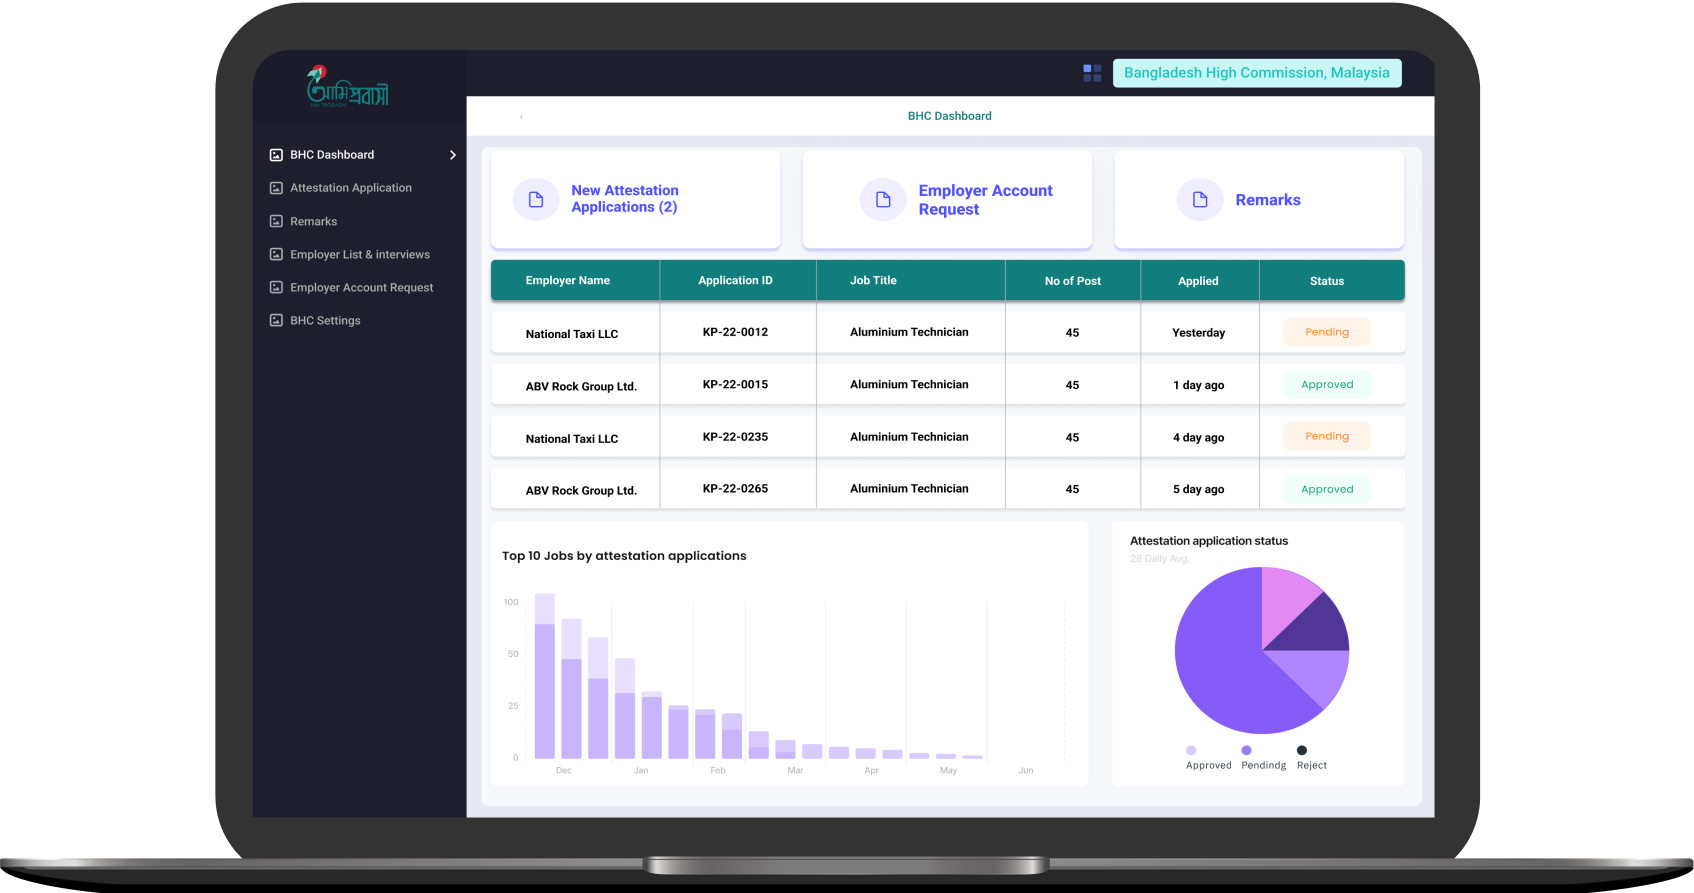 আমি প্রবাসী
AMI PROBASHI
Bangladesh High Commission, Malaysia
BHC Dashboard
BHC Dashboard
Attestation Application
Remarks
Employer List & interviews
Employer Account Request
BHC Settings
New Attestation
Applications (2)
Employer Account
Request
Remarks
Employer Name Application ID Job Title No of Post Applied Status
National Taxi LLC KP-22-0012 Aluminium Technician 45 Yesterday Pending
ABV Rock Group Ltd. KP-22-0015 Aluminium Technician 45 1 day ago Approved
National Taxi LLC KP-22-0235 Aluminium Technician 45 4 day ago Pending
ABV Rock Group Ltd. KP-22-0265 Aluminium Technician 45 5 day ago Approved
Top 10 Jobs by attestation applications
100
50
25
0
Dec Jan Feb Mar Apr May Jun
Attestation application status
28 Daily Avg.
Approved Pendindg Reject